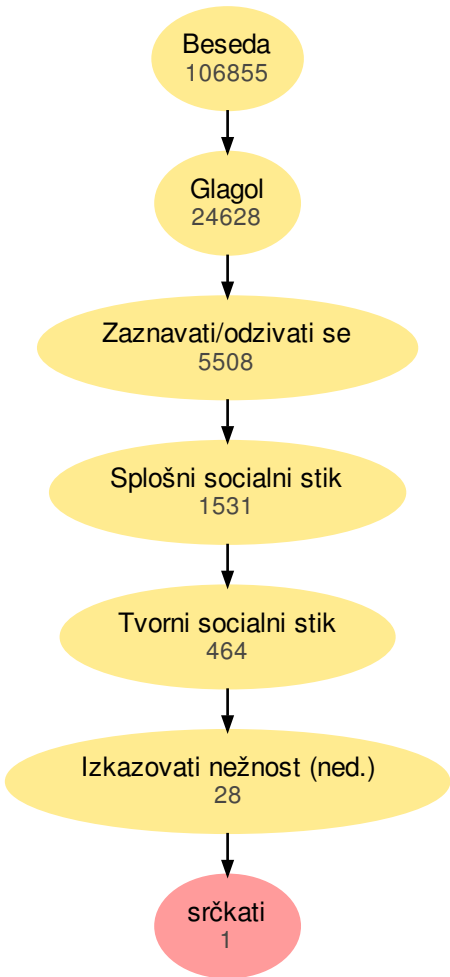 Beseda
106855
Glagol
24628
Zaznavati/odzivati se
5508
Splošni socialni stik
1531
Tvorni socialni stik
464
Izkazovati nežnost (ned.)
28
srčkati
1